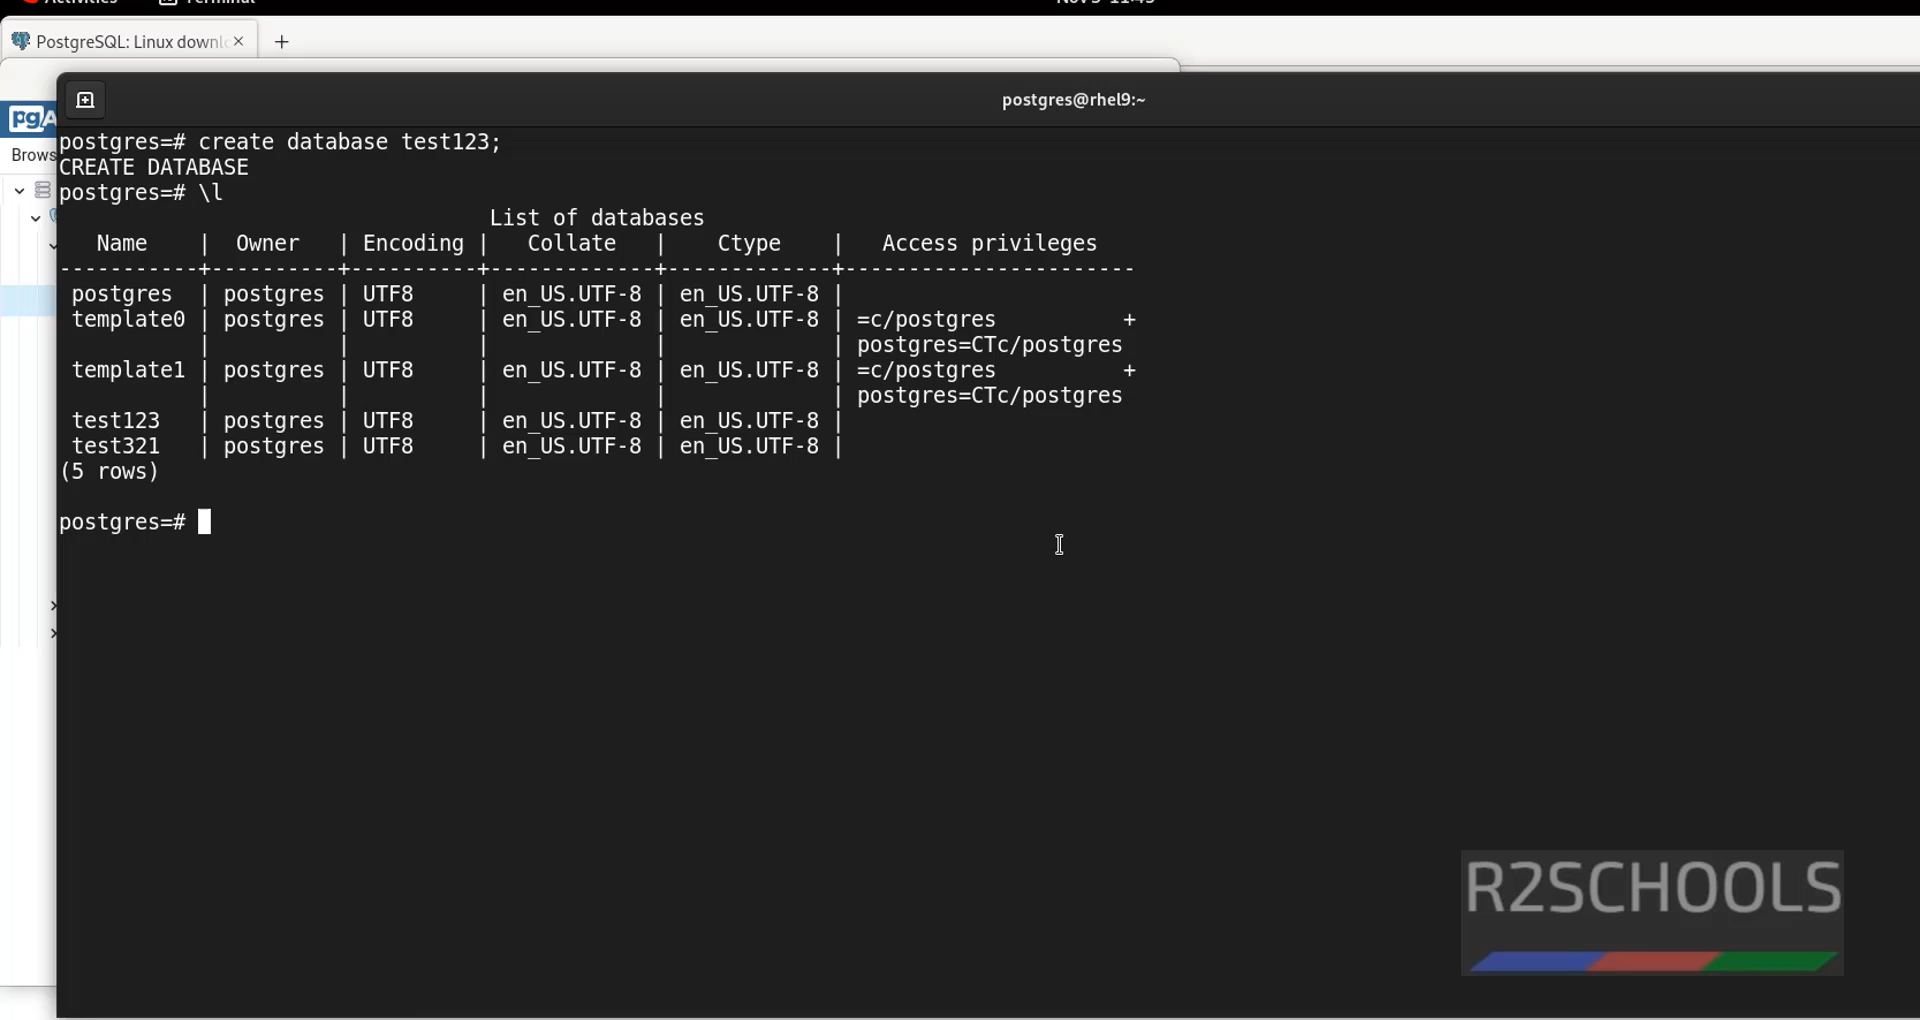 Activities Terminal
PostgreSQL: Linux downl
postgres@rhel9:~
pgA
Brows
postgres=# create database test123;
CREATE DATABASE
postgres=# \l
List of databases
Name | Owner | Encoding | Collate | Ctype | Access privileges
-----------+----------+----------+-------------+-------------+-----------------------
postgres | postgres | UTF8 | en_US.UTF-8 | en_US.UTF-8 |
template0 | postgres | UTF8 | en_US.UTF-8 | en_US.UTF-8 | =c/postgres +
| | | | | postgres=CTc/postgres
template1 | postgres | UTF8 | en_US.UTF-8 | en_US.UTF-8 | =c/postgres +
| | | | | postgres=CTc/postgres
test123 | postgres | UTF8 | en_US.UTF-8 | en_US.UTF-8 |
test321 | postgres | UTF8 | en_US.UTF-8 | en_US.UTF-8 |
(5 rows)
postgres=#
R2SCHOOLS